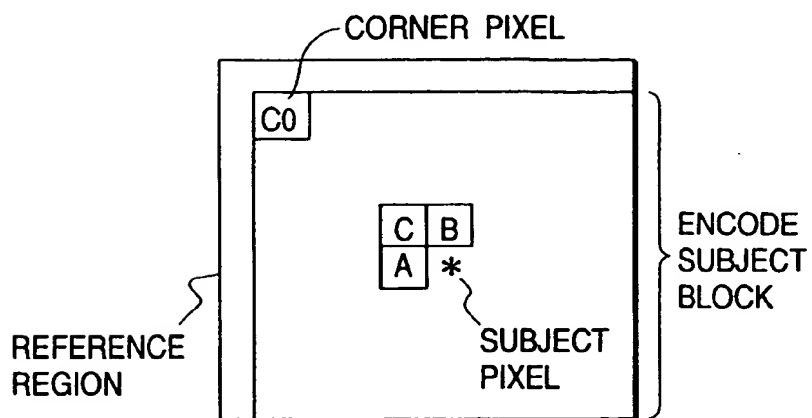 CORNER PIXEL
C0
C B
A *
ENCODE
SUBJECT
BLOCK
REFERENCE
REGION
SUBJECT
PIXEL